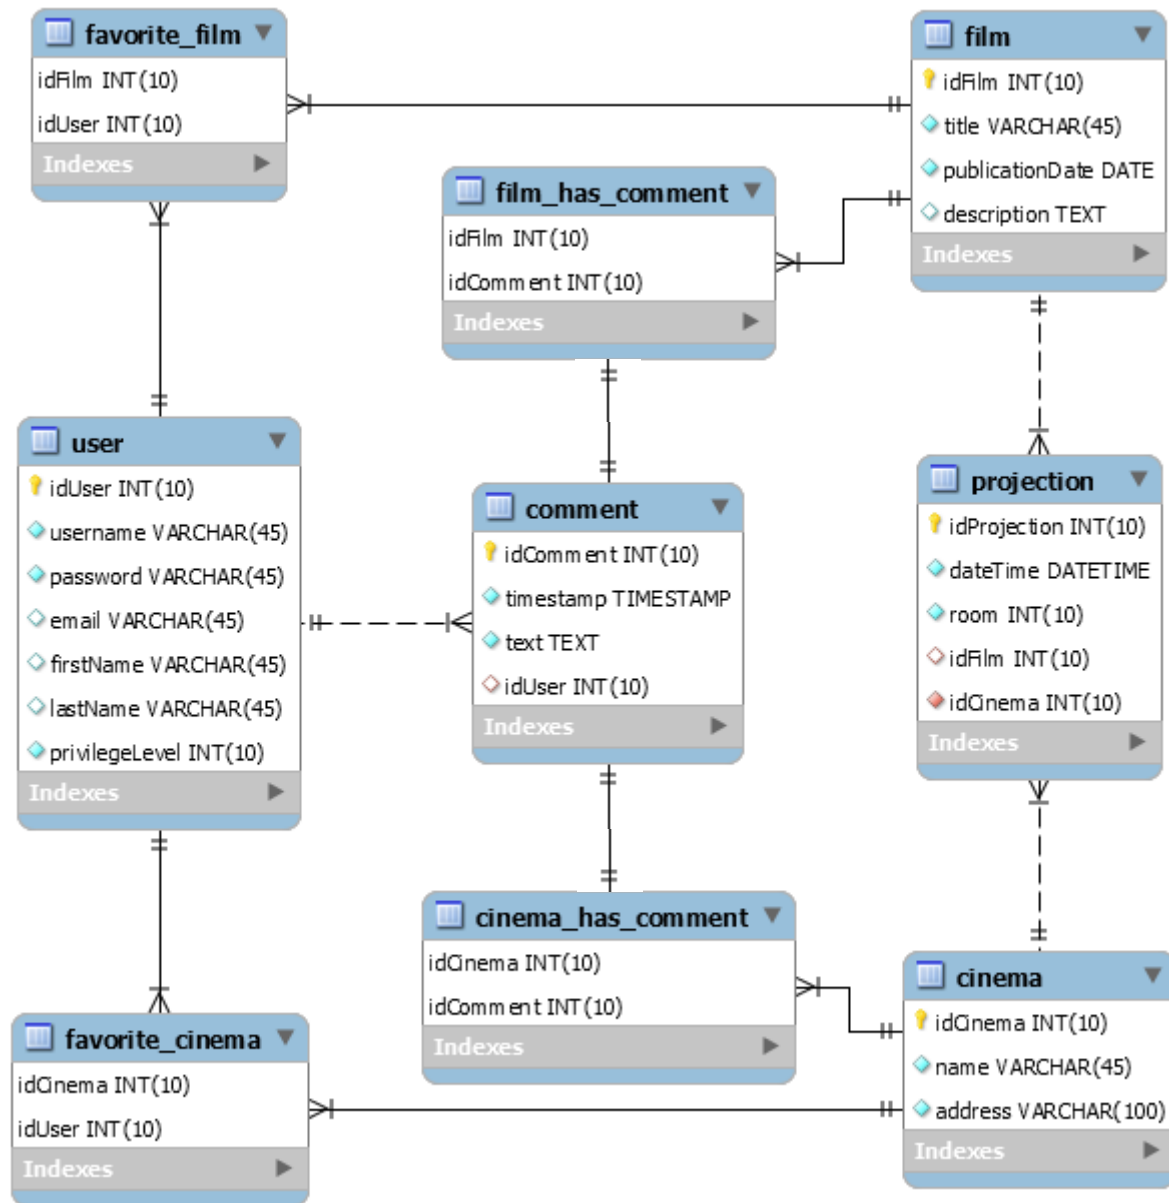 favorite_film
idFilm INT(10)
idUser INT(10)
Indexes
film
idFilm INT(10)
title VARCHAR(45)
publicationDate DATE
description TEXT
Indexes
film_has_comment
idFilm INT(10)
idComment INT(10)
Indexes
user
idUser INT(10)
username VARCHAR(45)
password VARCHAR(45)
email VARCHAR(45)
firstName VARCHAR(45)
lastName VARCHAR(45)
privilegeLevel INT(10)
Indexes
comment
idComment INT(10)
timestamp TIMESTAMP
text TEXT
idUser INT(10)
Indexes
projection
idProjection INT(10)
dateTime DATETIME
room INT(10)
idFilm INT(10)
idCinema INT(10)
Indexes
cinema_has_comment
idCinema INT(10)
idComment INT(10)
Indexes
cinema
idCinema INT(10)
name VARCHAR(45)
address VARCHAR(100)
Indexes
favorite_cinema
idCinema INT(10)
idUser INT(10)
Indexes